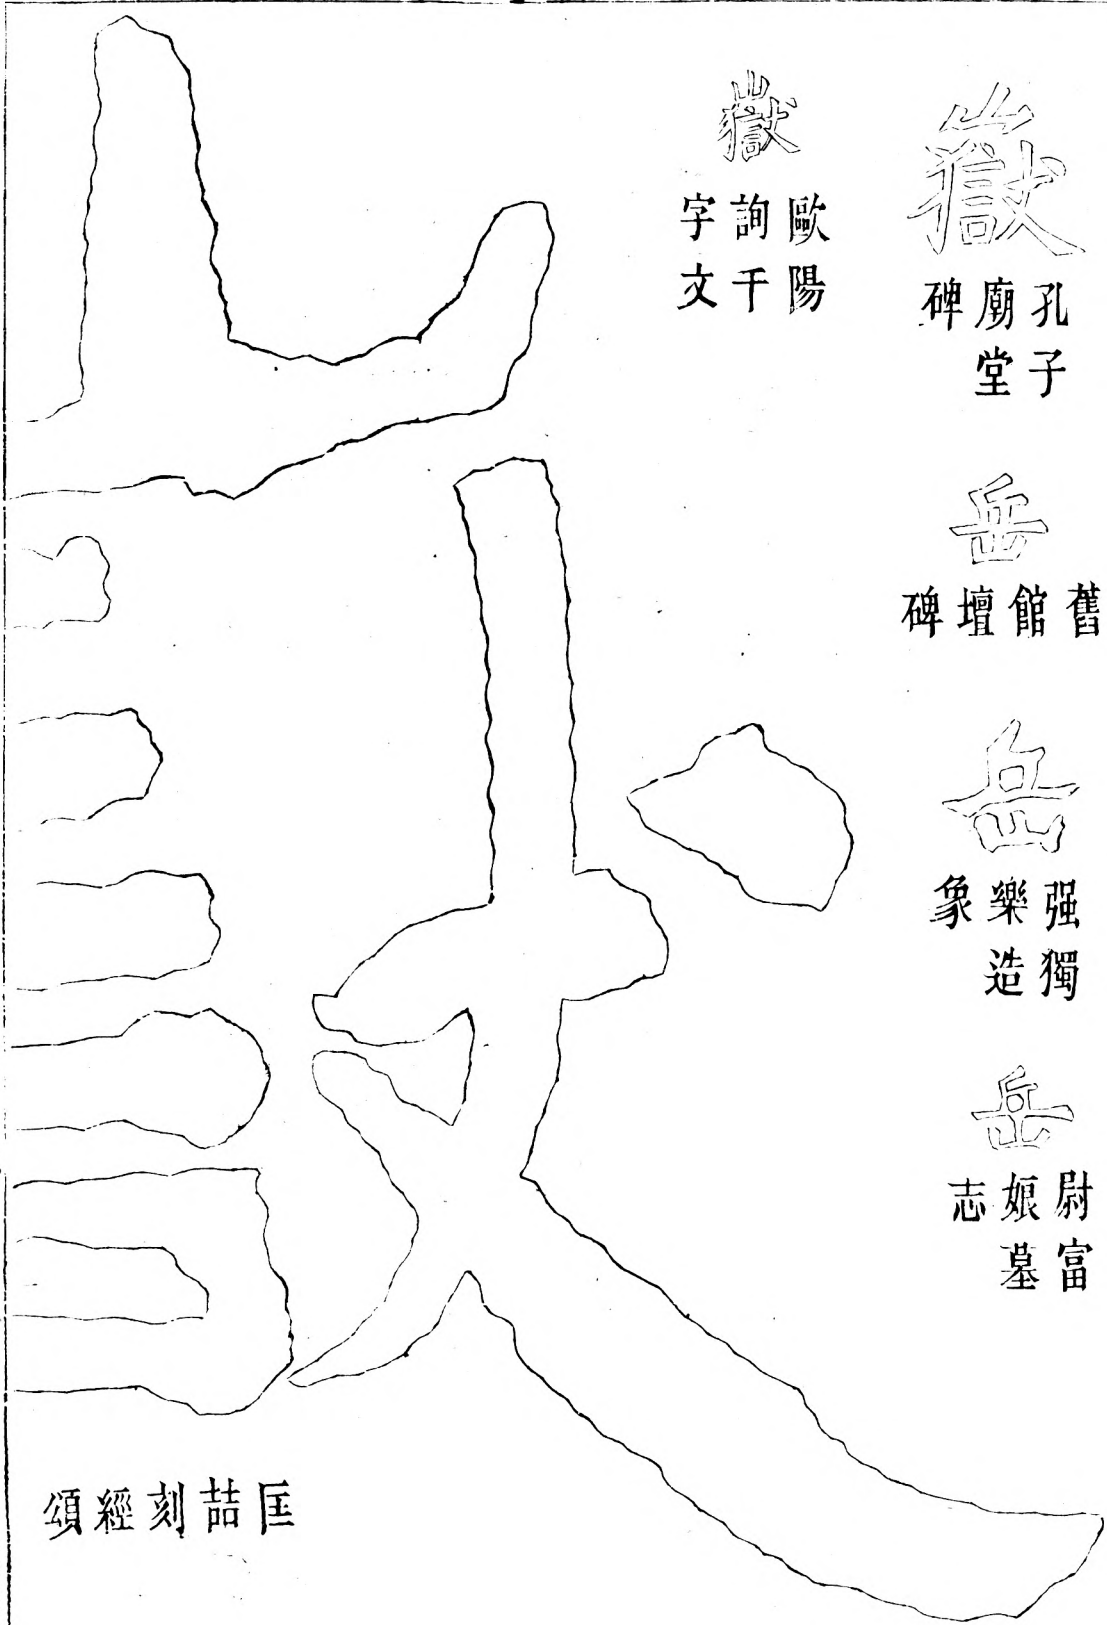 嶽
孔子廟堂碑
岳
舊館壇碑
岳
强獨樂造象
岳
尉富娘墓志
嶽
歐陽詢千字文
匡喆刻經頌